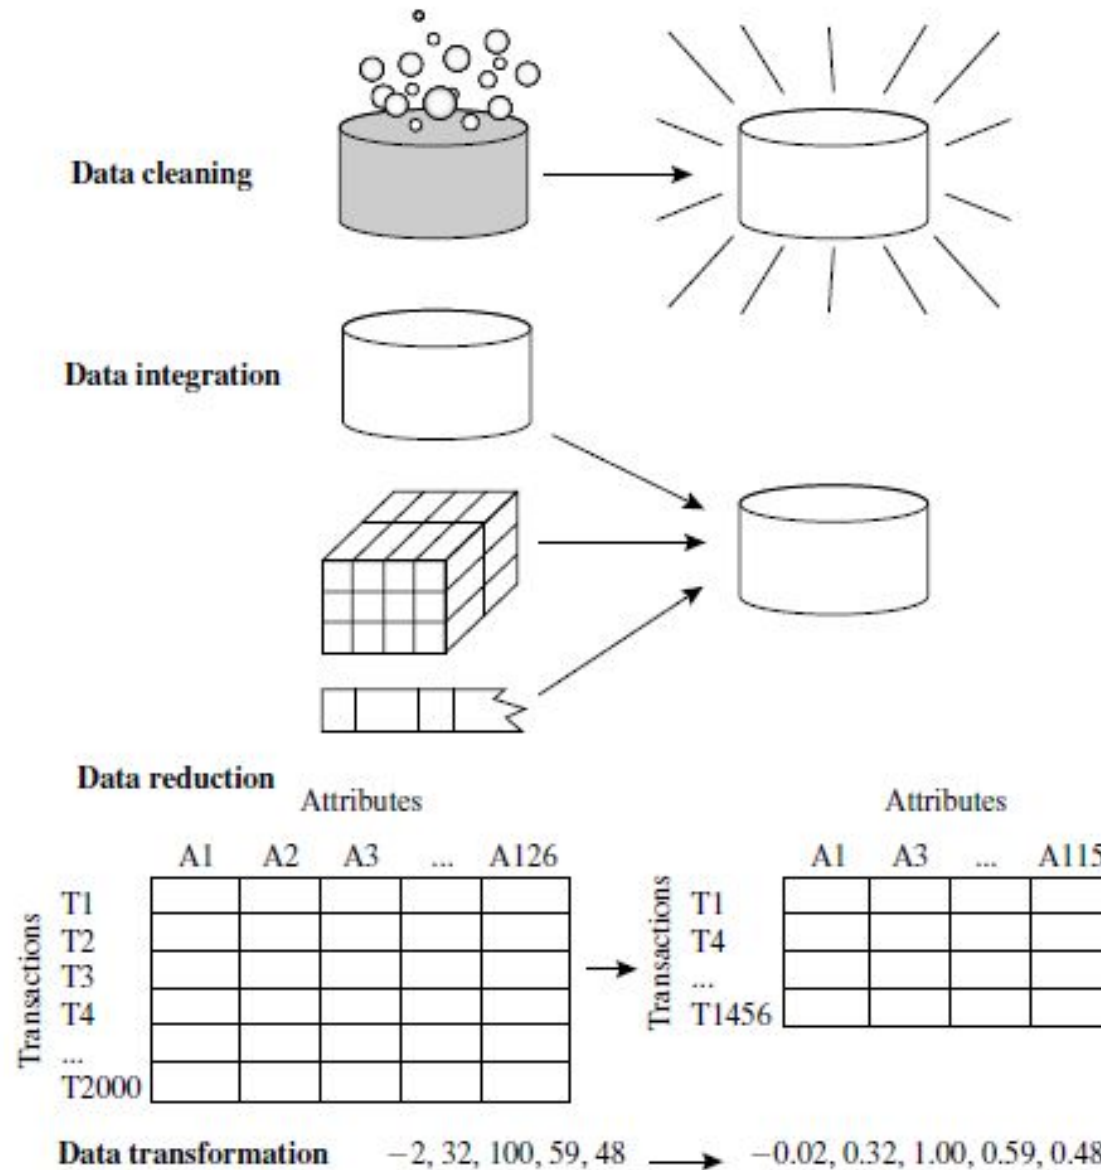 Data cleaning
Data integration
Data reduction
Attributes
A1 A2 A3 ... A126
Transactions
T1
T2
T3
T4
...
T2000
Attributes
A1 A3 ... A115
Transactions
T1
T4
...
T1456
Data transformation −2, 32, 100, 59, 48 −0.02, 0.32, 1.00, 0.59, 0.48